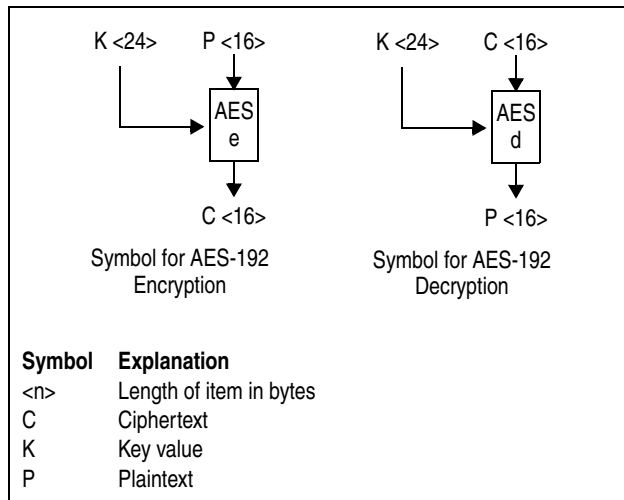 K <24> P <16>
AES
e
C <16>
Symbol for AES-192
Encryption
K <24> C <16>
AES
d
P <16>
Symbol for AES-192
Decryption
Symbol Explanation
<n> Length of item in bytes
C Ciphertext
K Key value
P Plaintext